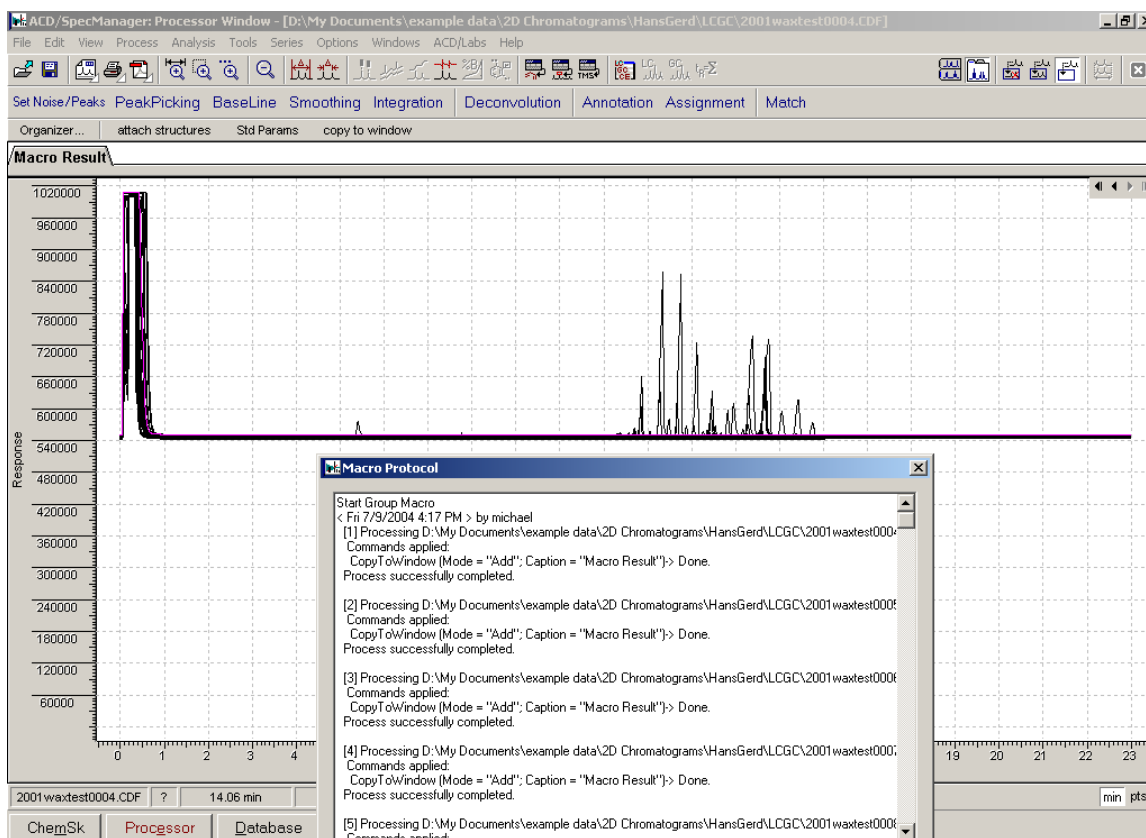 ACD/SpecManager: Processor Window - [D:\My Documents\example data\2D Chromatograms\HansGerd\LCGC\2001waxtest0004.CDF]
File Edit View Process Analysis Tools Series Options Windows ACD/Labs Help
Set Noise/Peaks PeakPicking BaseLine Smoothing Integration Deconvolution Annotation Assignment Match
Organizer... attach structures Std Params copy to window
Macro Result
1020000
960000
900000
840000
780000
720000
660000
600000
540000
480000
420000
360000
300000
240000
180000
120000
60000
Response
Macro Protocol
Start Group Macro
< Fri 7/9/2004 4:17 PM > by michael
[1] Processing D:\My Documents\example data\2D Chromatograms\HansGerd\LCGC\2001waxtest0004
Commands applied:
CopyToWindow (Mode = "Add"; Caption = "Macro Result")-> Done.
Process successfully completed.
[2] Processing D:\My Documents\example data\2D Chromatograms\HansGerd\LCGC\2001waxtest0005
Commands applied:
CopyToWindow (Mode = "Add"; Caption = "Macro Result")-> Done.
Process successfully completed.
[3] Processing D:\My Documents\example data\2D Chromatograms\HansGerd\LCGC\2001waxtest0006
Commands applied:
CopyToWindow (Mode = "Add"; Caption = "Macro Result")-> Done.
Process successfully completed.
[4] Processing D:\My Documents\example data\2D Chromatograms\HansGerd\LCGC\2001waxtest0007
Commands applied:
CopyToWindow (Mode = "Add"; Caption = "Macro Result")-> Done.
Process successfully completed.
[5] Processing D:\My Documents\example data\2D Chromatograms\HansGerd\LCGC\2001waxtest0008
Commands applied:
0 1 2 3 4 19 20 21 22 23
2001waxtest0004.CDF ? 14.06 min min pts
ChemSk Processor Database